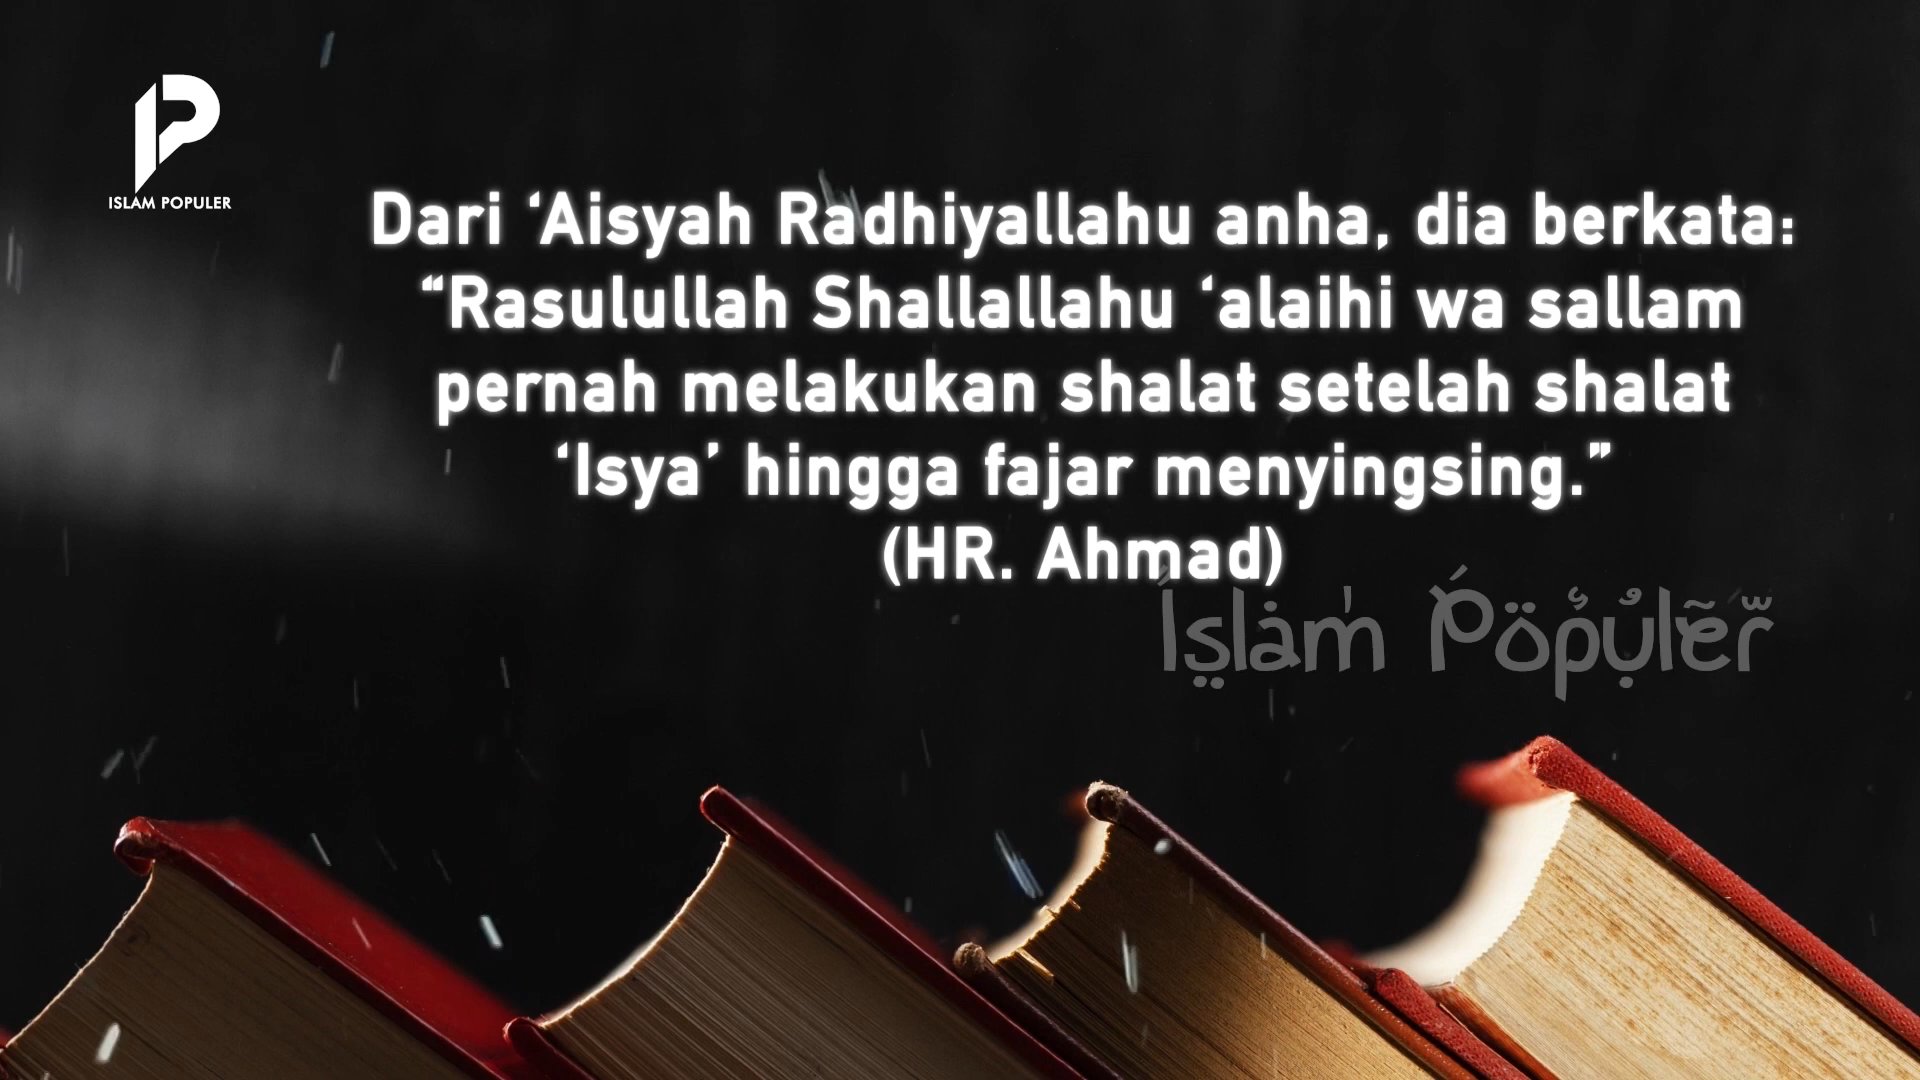 ISLAM POPULER
Dari ‘Aisyah Radhiyallahu anha, dia berkata:
“Rasulullah Shallallahu ‘alaihi wa sallam
pernah melakukan shalat setelah shalat
‘Isya’ hingga fajar menyingsing.”
(HR. Ahmad)
Islam Populer